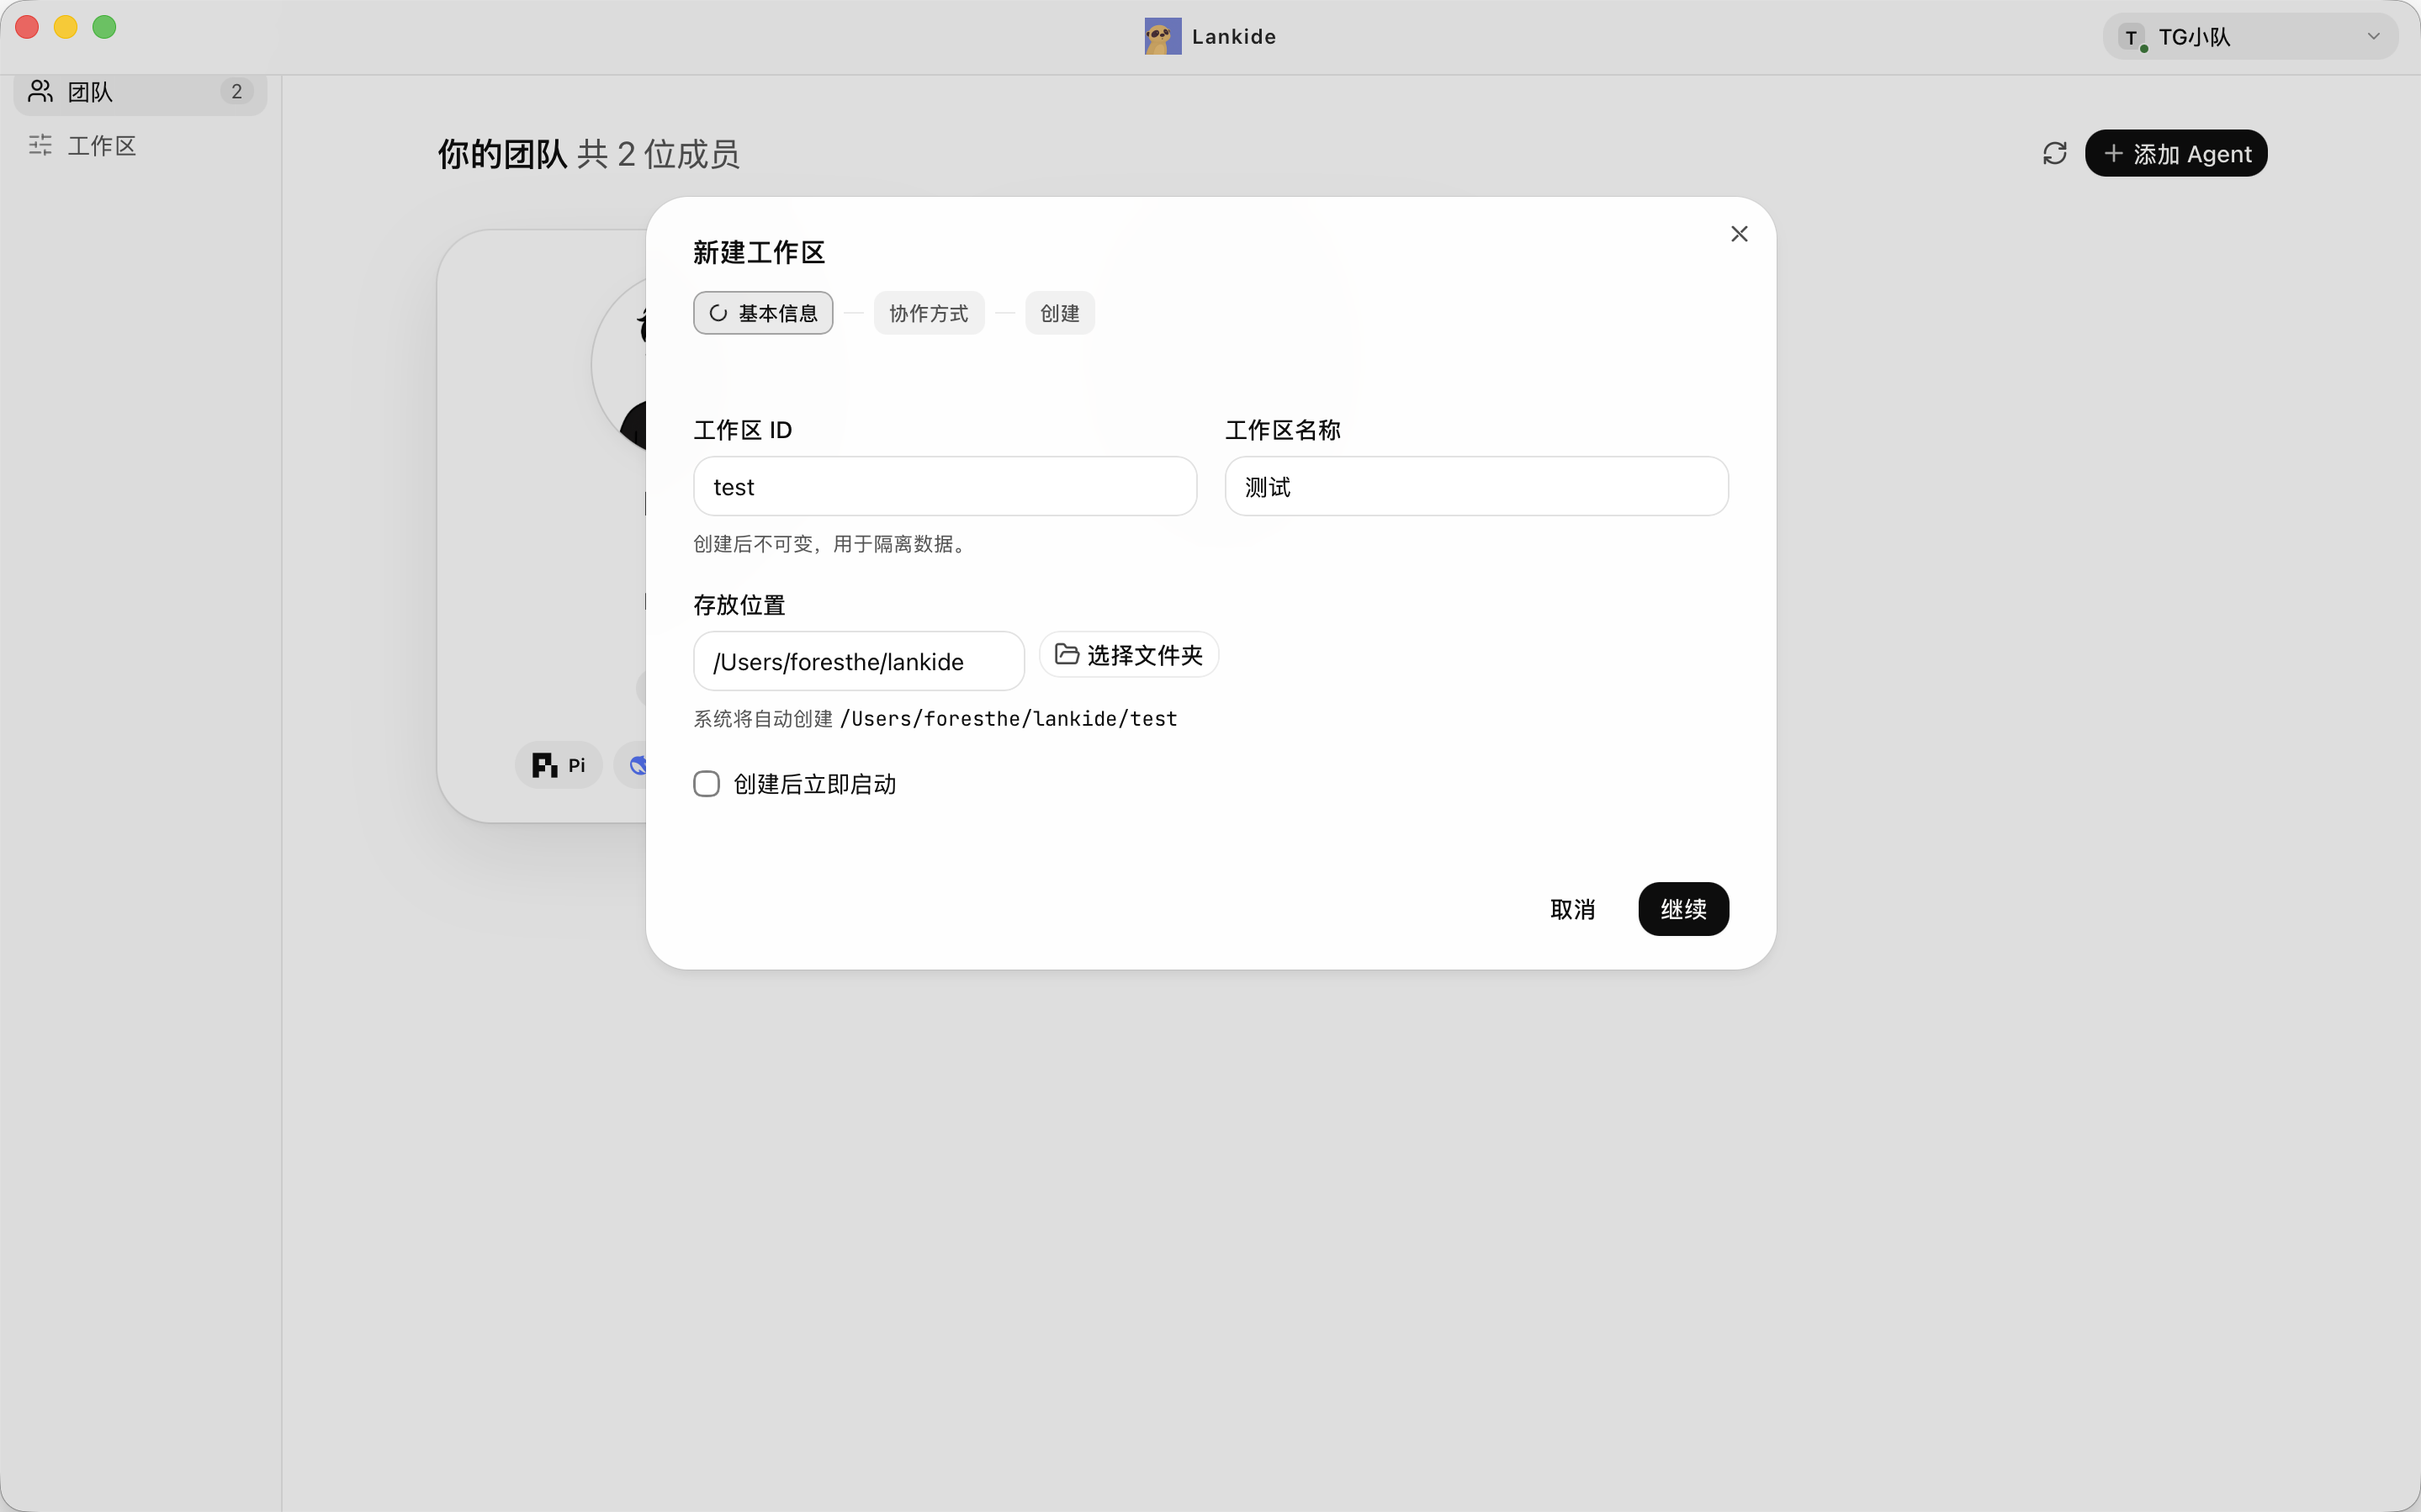 Lankide
T TG小队
团队 2
工作区
你的团队 共 2 位成员
添加 Agent
新建工作区
基本信息
协作方式
创建
工作区 ID
工作区名称
test
测试
创建后不可变，用于隔离数据。
存放位置
/Users/foresthe/lankide
选择文件夹
系统将自动创建 /Users/foresthe/lankide/test
Pi
创建后立即启动
取消
继续